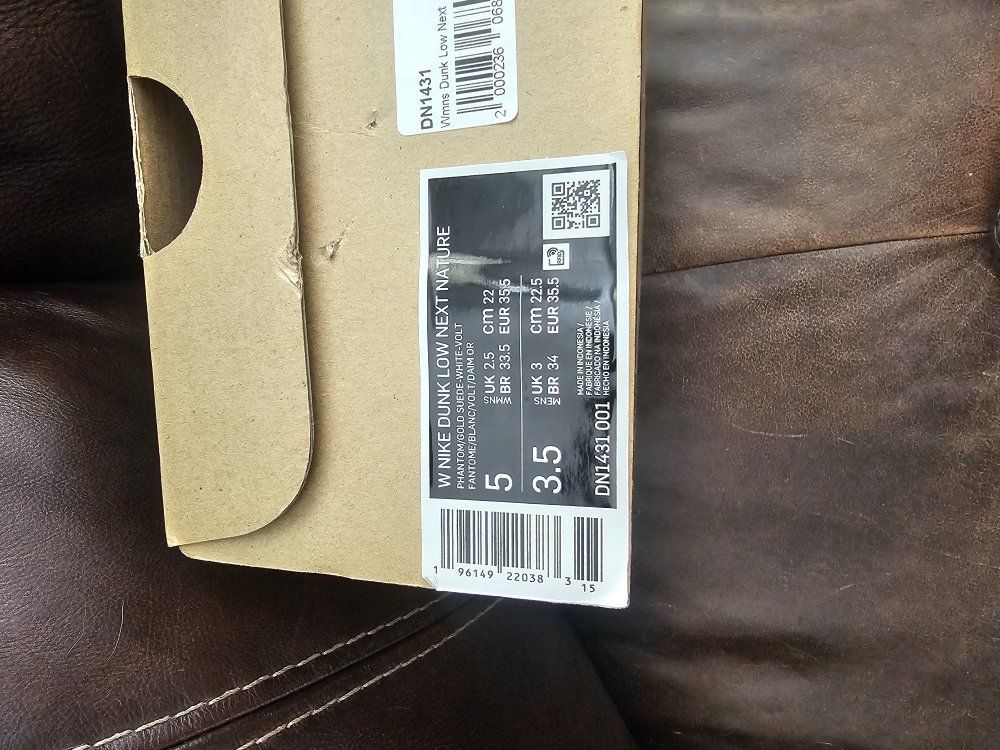 DN1431
Wmns Dunk Low Next
2 000236 068
W NIKE DUNK LOW NEXT NATURE
PHANTOM/GOLD SUEDE-WHITE-VOLT
FANTOME/BLANC/VOLT/DAIM OR
5 WMNS UK 2.5 cm 22
BR 33.5 EUR 35.5
3.5 MENS UK 3 cm 22.5
BR 34 EUR 35.5
MADE IN INDONESIA /
FABRIQUE EN INDONESIE /
FABRICADO NA INDONÉSIA /
HECHO EN INDONESIA
DN1431 001
1 96149 22038 3 15